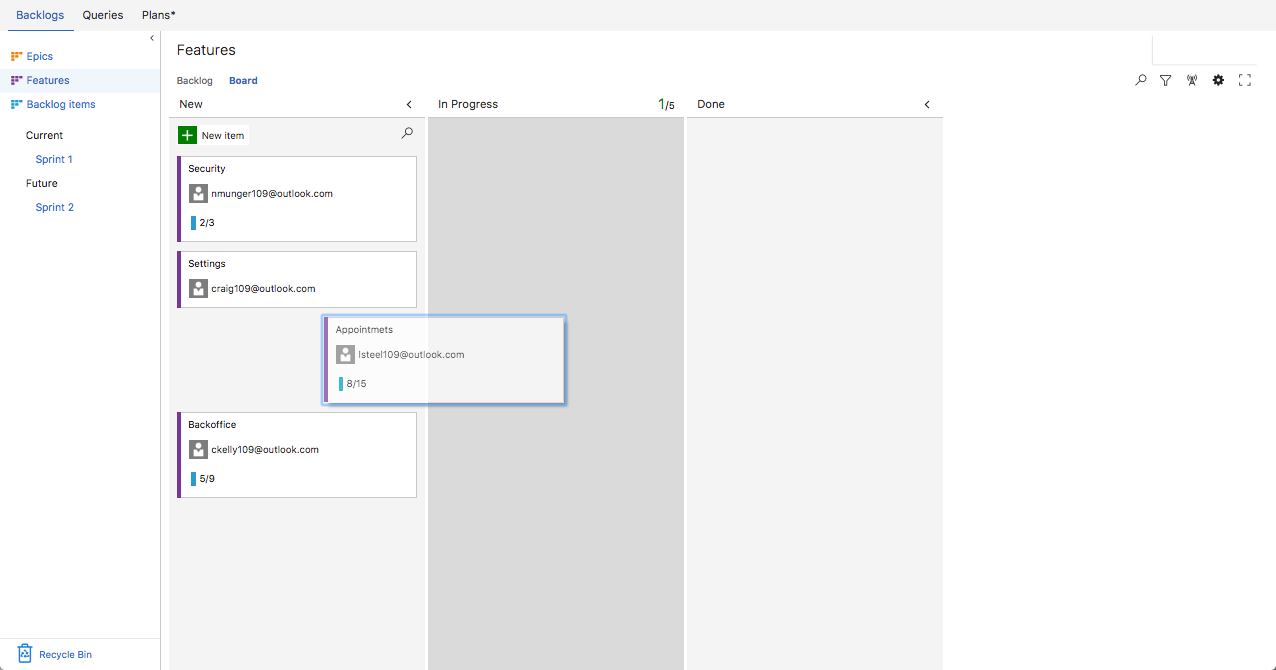 Backlogs Queries Plans*
Epics
Features
Backlog items
Current
Sprint 1
Future
Sprint 2
Recycle Bin
Features
Backlog Board
New In Progress 1/5 Done
New item
Security
nmunger109@outlook.com
2/3
Settings
craig109@outlook.com
Appointmets
lsteel109@outlook.com
8/15
Backoffice
ckelly109@outlook.com
5/9